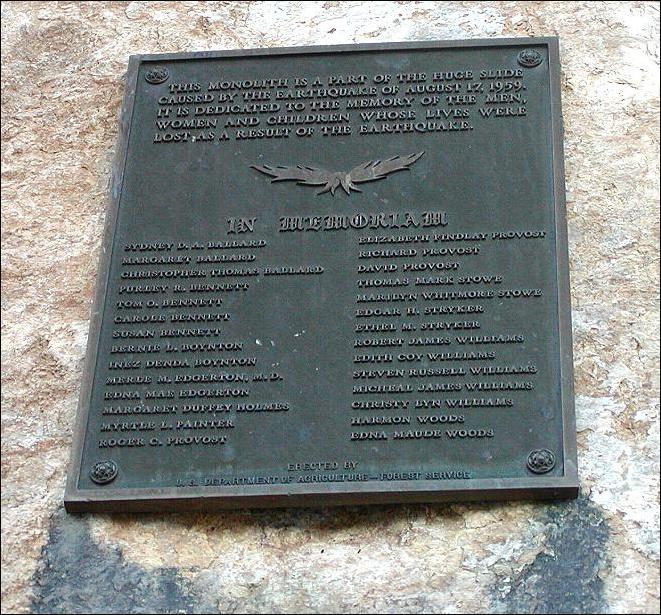 THIS MONOLITH IS A PART OF THE HUGE SLIDE
CAUSED BY THE EARTHQUAKE OF AUGUST 17, 1959.
IT IS DEDICATED TO THE MEMORY OF THE MEN,
WOMEN AND CHILDREN WHOSE LIVES WERE
LOST AS A RESULT OF THE EARTHQUAKE.
IN MEMORIAM
SYDNEY D. A. BALLARD
MARGARET BALLARD
CHRISTOPHER THOMAS BALLARD
PURLEY R. BENNETT
TOM O. BENNETT
CAROLE BENNETT
SUSAN BENNETT
BERNIE L. BOYNTON
INEZ DENDA BOYNTON
MERLE M. EDGERTON, M. D.
EDNA MAE EDGERTON
MARGARET DUFFEY HOLMES
MYRTLE L. PAINTER
ROGER C. PROVOST
ELIZABETH FINDLAY PROVOST
RICHARD PROVOST
DAVID PROVOST
THOMAS MARK STOWE
MARILYN WHITMORE STOWE
EDGAR H. STRYKER
ETHEL M. STRYKER
ROBERT JAMES WILLIAMS
EDITH COY WILLIAMS
STEVEN RUSSELL WILLIAMS
MICHEAL JAMES WILLIAMS
CHRISTY LYN WILLIAMS
HARMON WOODS
EDNA MAUDE WOODS
ERECTED BY
U. S. DEPARTMENT OF AGRICULTURE—FOREST SERVICE